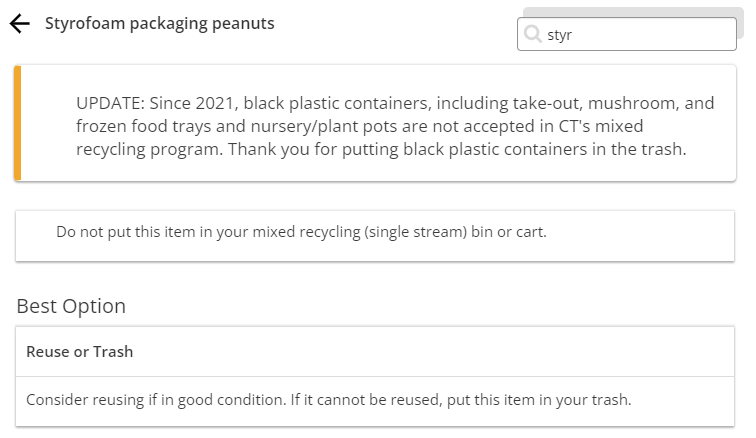 Styrofoam packaging peanuts
styr
UPDATE: Since 2021, black plastic containers, including take-out, mushroom, and
frozen food trays and nursery/plant pots are not accepted in CT's mixed
recycling program. Thank you for putting black plastic containers in the trash.
Do not put this item in your mixed recycling (single stream) bin or cart.
Best Option
Reuse or Trash
Consider reusing if in good condition. If it cannot be reused, put this item in your trash.